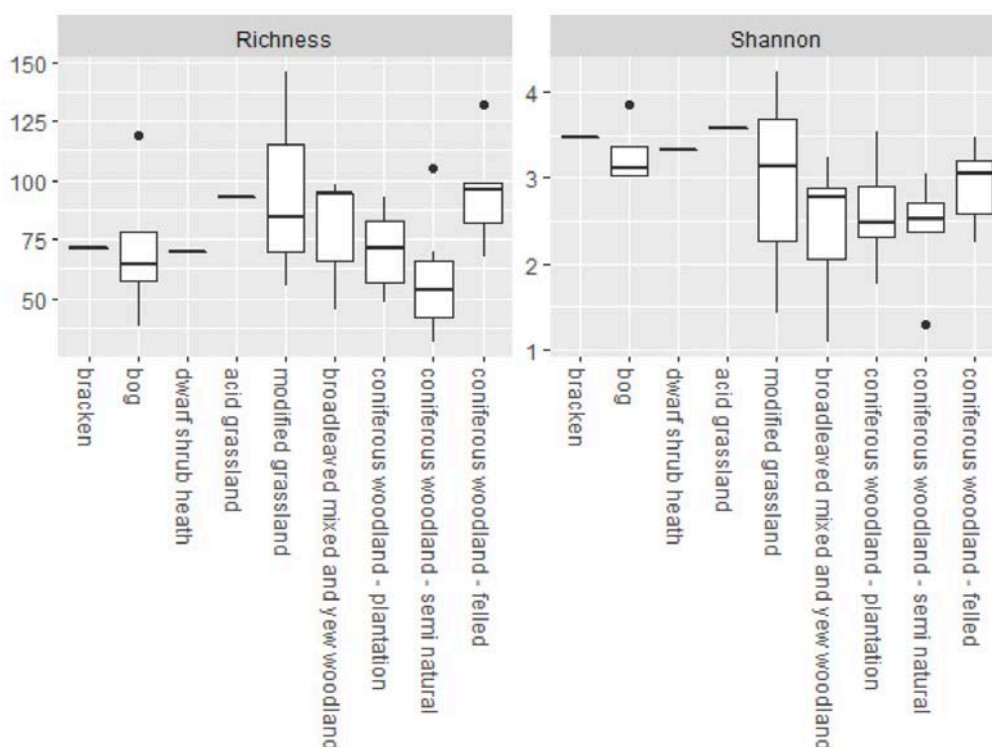 Richness
Shannon
150
125
100
75
50
4
3
2
1
bracken
bog
dwarf shrub heath
acid grassland
modified grassland
broadleaved mixed and yew woodland
coniferous woodland - plantation
coniferous woodland - semi natural
coniferous woodland - felled
bracken
bog
dwarf shrub heath
acid grassland
modified grassland
broadleaved mixed and yew woodland
coniferous woodland - plantation
coniferous woodland - semi natural
coniferous woodland - felled